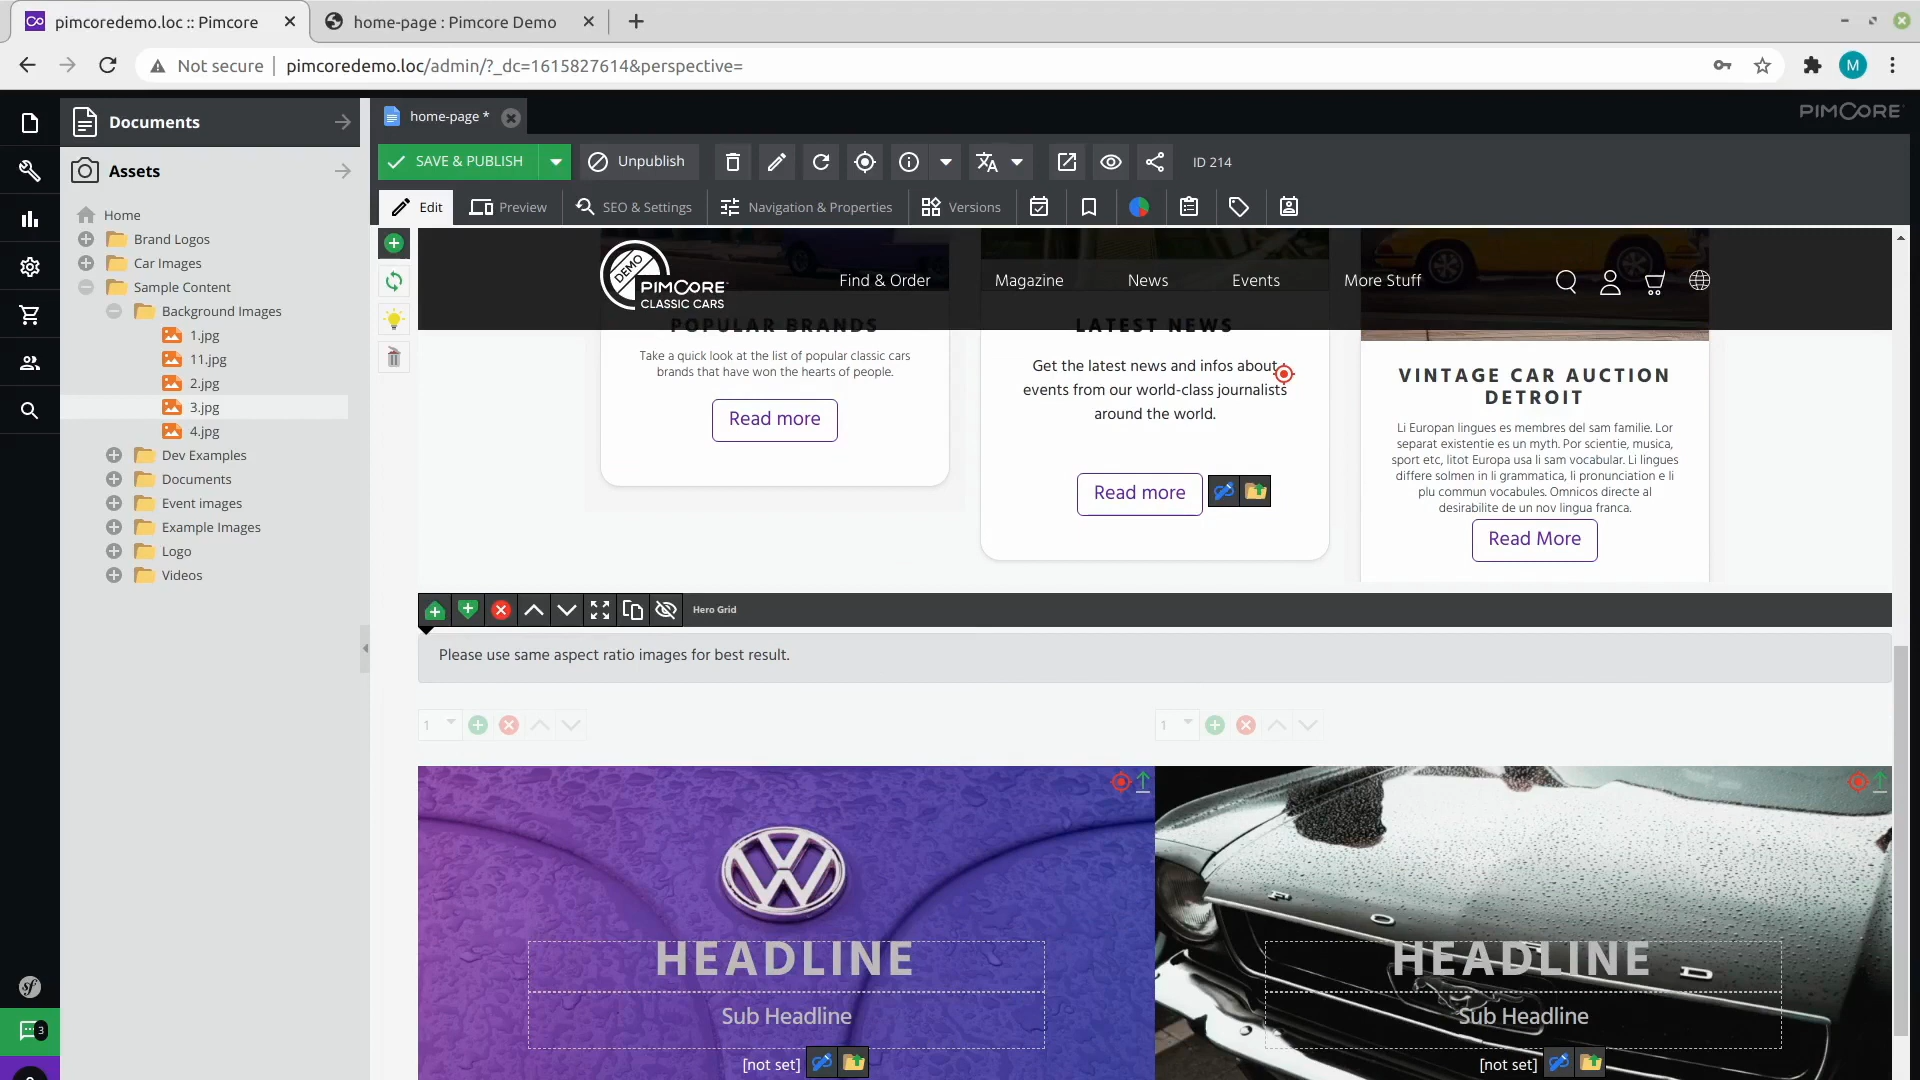 pimcoredemo.loc :: Pimcore
home-page : Pimcore Demo
Not secure
pimcoredemo.loc/admin/?_dc=1615827614&perspective=
M
Documents
Assets
Home
Brand Logos
Car Images
Sample Content
Background Images
1.jpg
11.jpg
2.jpg
3.jpg
4.jpg
Dev Examples
Documents
Event images
Example Images
Logo
Videos
sf
3
home-page *
PIMCORE
SAVE & PUBLISH
Unpublish
ID 214
Edit
Preview
SEO & Settings
Navigation & Properties
Versions
DEMO
PIMCORE
CLASSIC CARS
Find & Order
Magazine
News
Events
More Stuff
POPULAR BRANDS
Take a quick look at the list of popular classic cars
brands that have won the hearts of people.
Read more
LATEST NEWS
Get the latest news and infos about
events from our world-class journalists
around the world.
Read more
VINTAGE CAR AUCTION
DETROIT
Li Europan lingues es membres del sam familie. Lor
separat existentie es un myth. Por scientie, musica,
sport etc, litot Europa usa li sam vocabular. Li lingues
differe solmen in li grammatica, li pronunciation e li
plu commun vocabules. Omnicos directe al
desirabilite de un nov lingua franca.
Read More
Hero Grid
Please use same aspect ratio images for best result.
1
1
HEADLINE
Sub Headline
[not set]
F O R D
HEADLINE
Sub Headline
[not set]